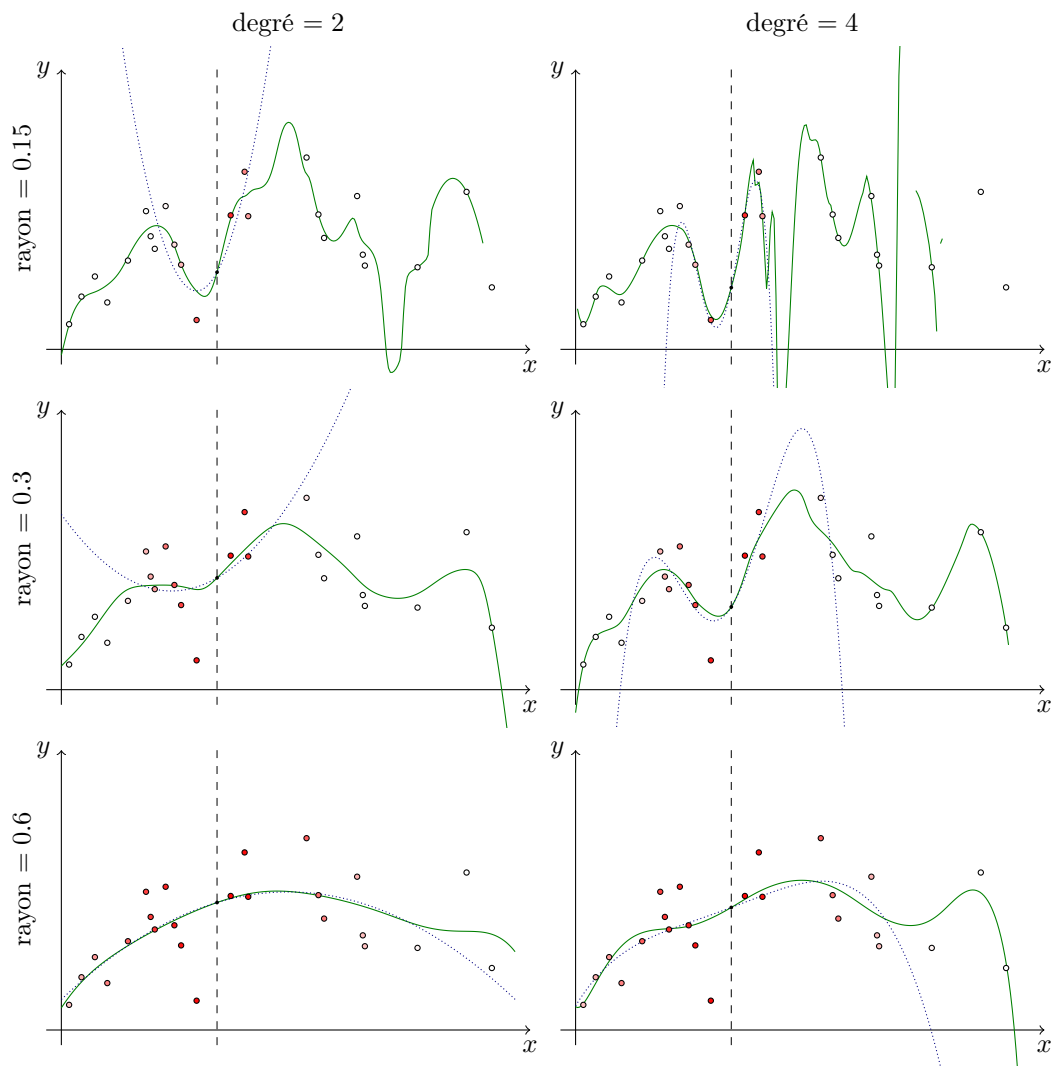 degré = 2
degré = 4
rayon = 0.15
y
x
y
x
rayon = 0.3
y
x
y
x
rayon = 0.6
y
x
y
x